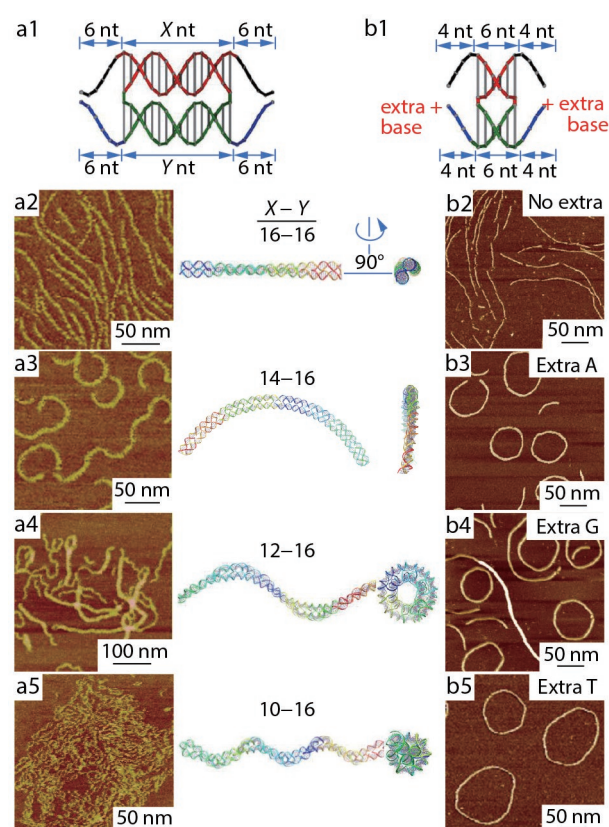 a1
6 nt X nt 6 nt
6 nt Y nt 6 nt
b1
4 nt 6 nt 4 nt
extra + base
+ extra base
4 nt 6 nt 4 nt
a2
50 nm
X – Y
16–16
90°
b2
No extra
50 nm
a3
50 nm
14–16
b3
Extra A
50 nm
a4
100 nm
12–16
b4
Extra G
50 nm
a5
50 nm
10–16
b5
Extra T
50 nm